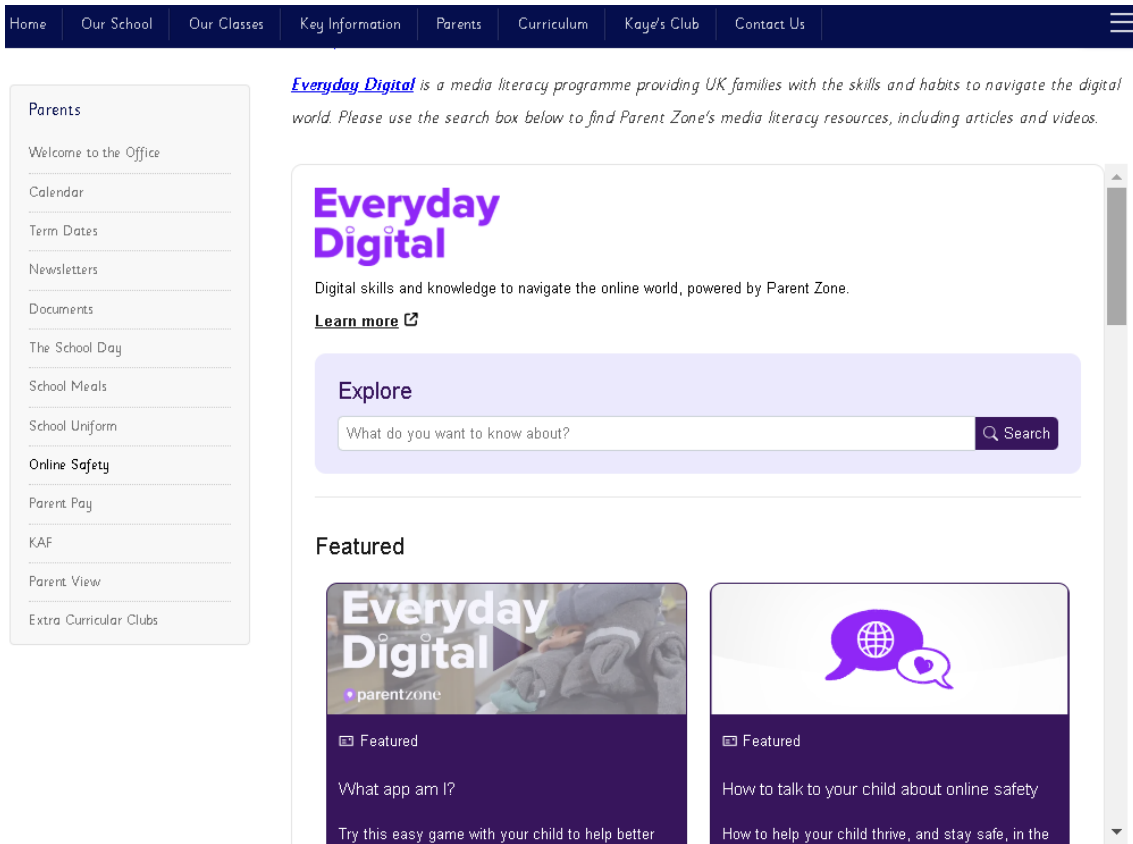 Home
Our School
Our Classes
Key Information
Parents
Curriculum
Kaye's Club
Contact Us
Parents
Welcome to the Office
Calendar
Term Dates
Newsletters
Documents
The School Day
School Meals
School Uniform
Online Safety
Parent Pay
KAF
Parent View
Extra Curricular Clubs
Everyday Digital is a media literacy programme providing UK families with the skills and habits to navigate the digital
world. Please use the search box below to find Parent Zone's media literacy resources, including articles and videos.
Everyday
Digital
Digital skills and knowledge to navigate the online world, powered by Parent Zone.
Learn more
Explore
What do you want to know about?
Search
Featured
Everyday
Digital
parentzone
Featured
What app am I?
Try this easy game with your child to help better
Featured
How to talk to your child about online safety
How to help your child thrive, and stay safe, in the